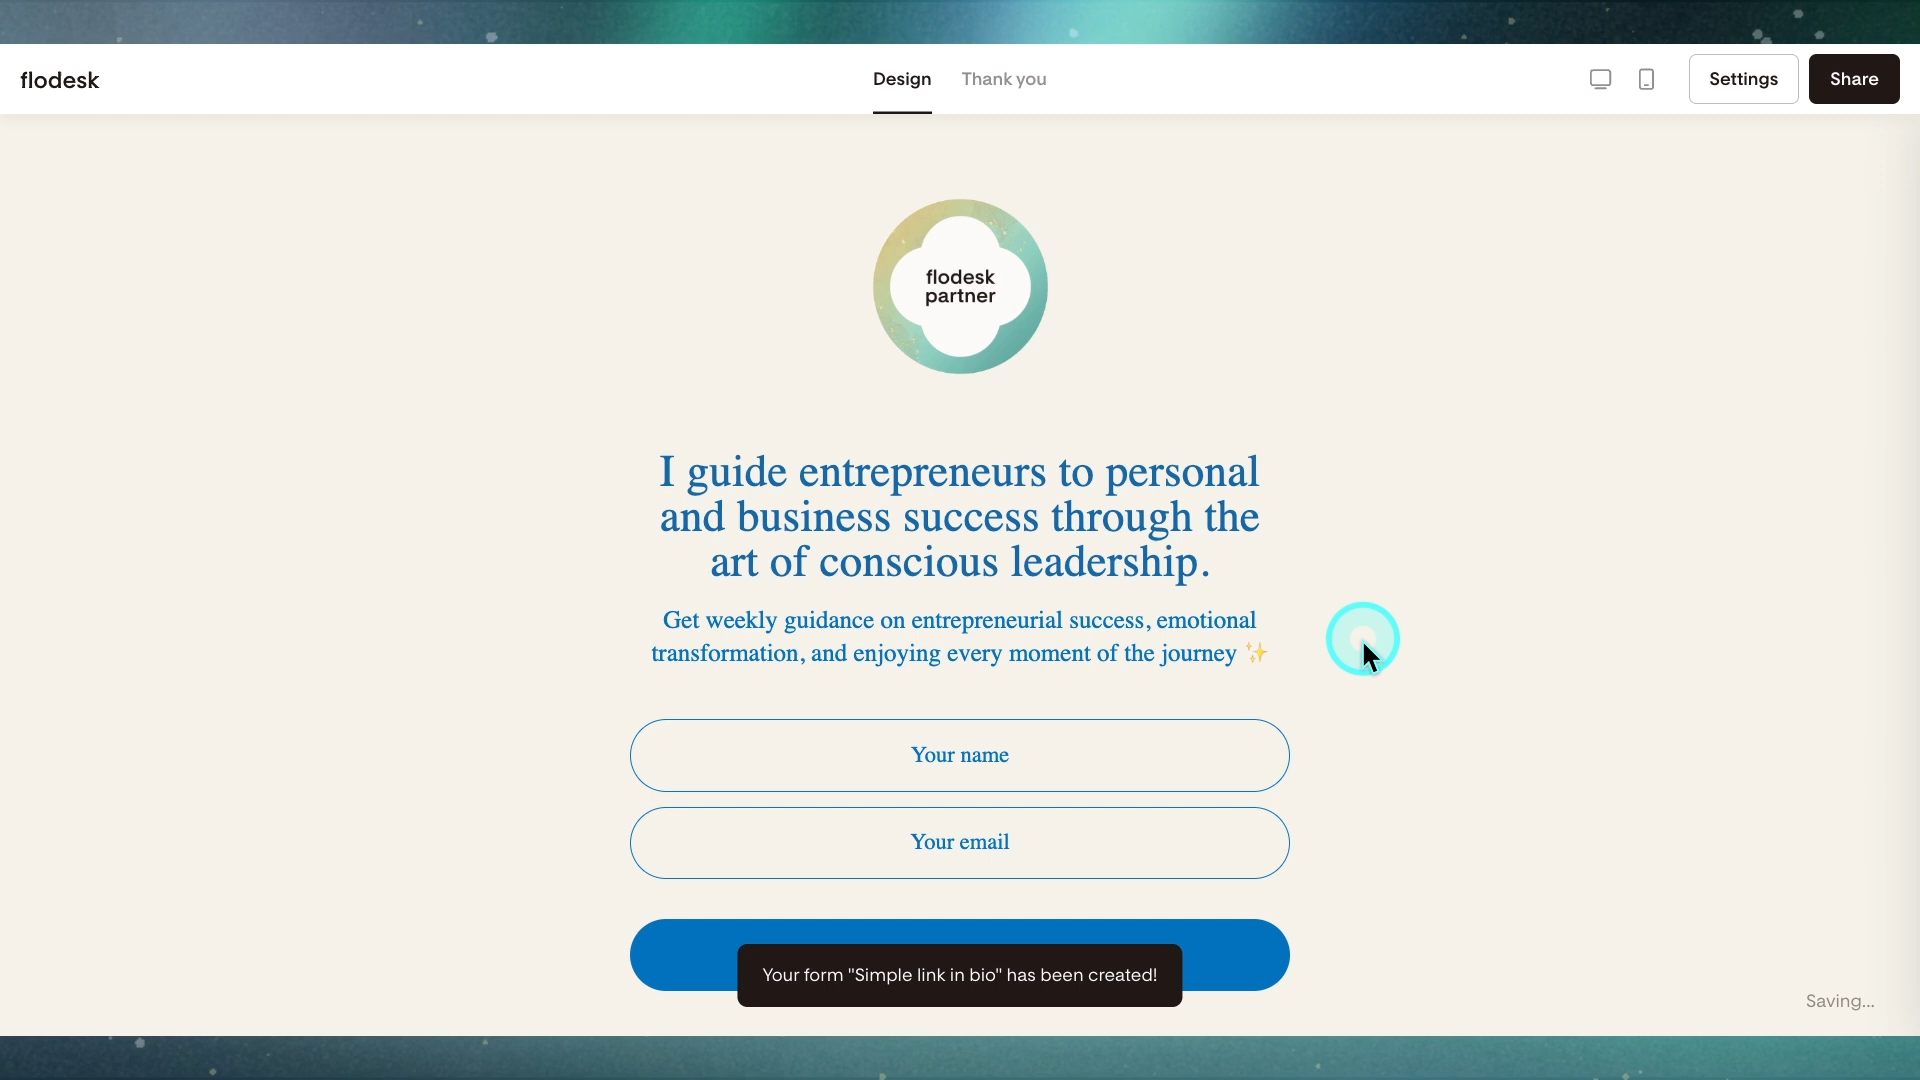 flodesk
Design
Thank you
Settings
Share
flodesk
partner
I guide entrepreneurs to personal
and business success through the
art of conscious leadership.
Get weekly guidance on entrepreneurial success, emotional
transformation, and enjoying every moment of the journey ✨
Your name
Your email
Your form "Simple link in bio" has been created!
Saving...